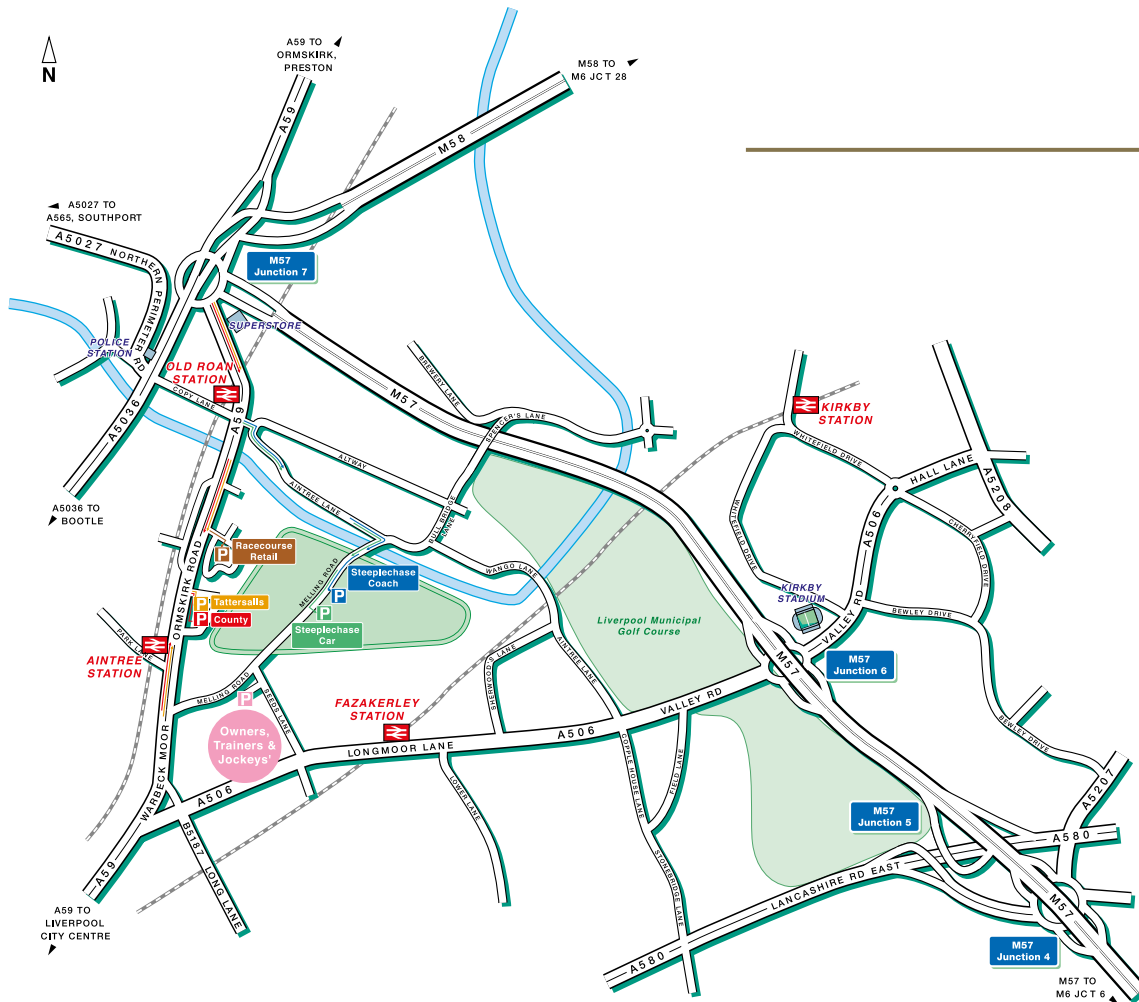 A59 TO
ORMSKIRK,
PRESTON
N
M58 TO
M6 JCT 28
A59
M58
A5027 TO
A565, SOUTHPORT
A5027 NORTHERN PERIMETER RD
M57
Junction 7
SUPERSTORE
POLICE
STATION
OLD ROAN
STATION
COPY LANE
A5036
A59
M57
BREWERY LANE
SPENCER'S LANE
KIRKBY
STATION
WHITEFIELD DRIVE
HALL LANE
A5208
ALTWAY
AINTREE LANE
BULL BRIDGE
LANE
A5036 TO
BOOTLE
WHITEFIELD DRIVE
A506
CHERRYFIELD DRIVE
P
Racecourse
Retail
ORMSKIRK ROAD
MELLING ROAD
Steeplechase
Coach
P
WANGO LANE
KIRKBY
STADIUM
BEWLEY DRIVE
P
Tattersalls
P
County
P
Steeplechase
Car
Liverpool Municipal
Golf Course
VALLEY RD
PARK LANE
AINTREE
STATION
M57
M57
Junction 6
SHERWOOD'S LANE
AINTREE LANE
MELLING ROAD
SEEDS LANE
P
Owners,
Trainers &
Jockeys'
FAZAKERLEY
STATION
VALLEY RD
A506
LONGMOOR LANE
BEWLEY DRIVE
WARBECK MOOR
A506
LOWER LANE
COPPLE HOUSE LANE
FIELD LANE
A5207
M57
Junction 5
A580
B5187 LONG LANE
STONEBRIDGE LANE
LANCASHIRE RD EAST
A59
M57
A59 TO
LIVERPOOL
CITY CENTRE
A580
M57
Junction 4
M57 TO
M6 JCT 6